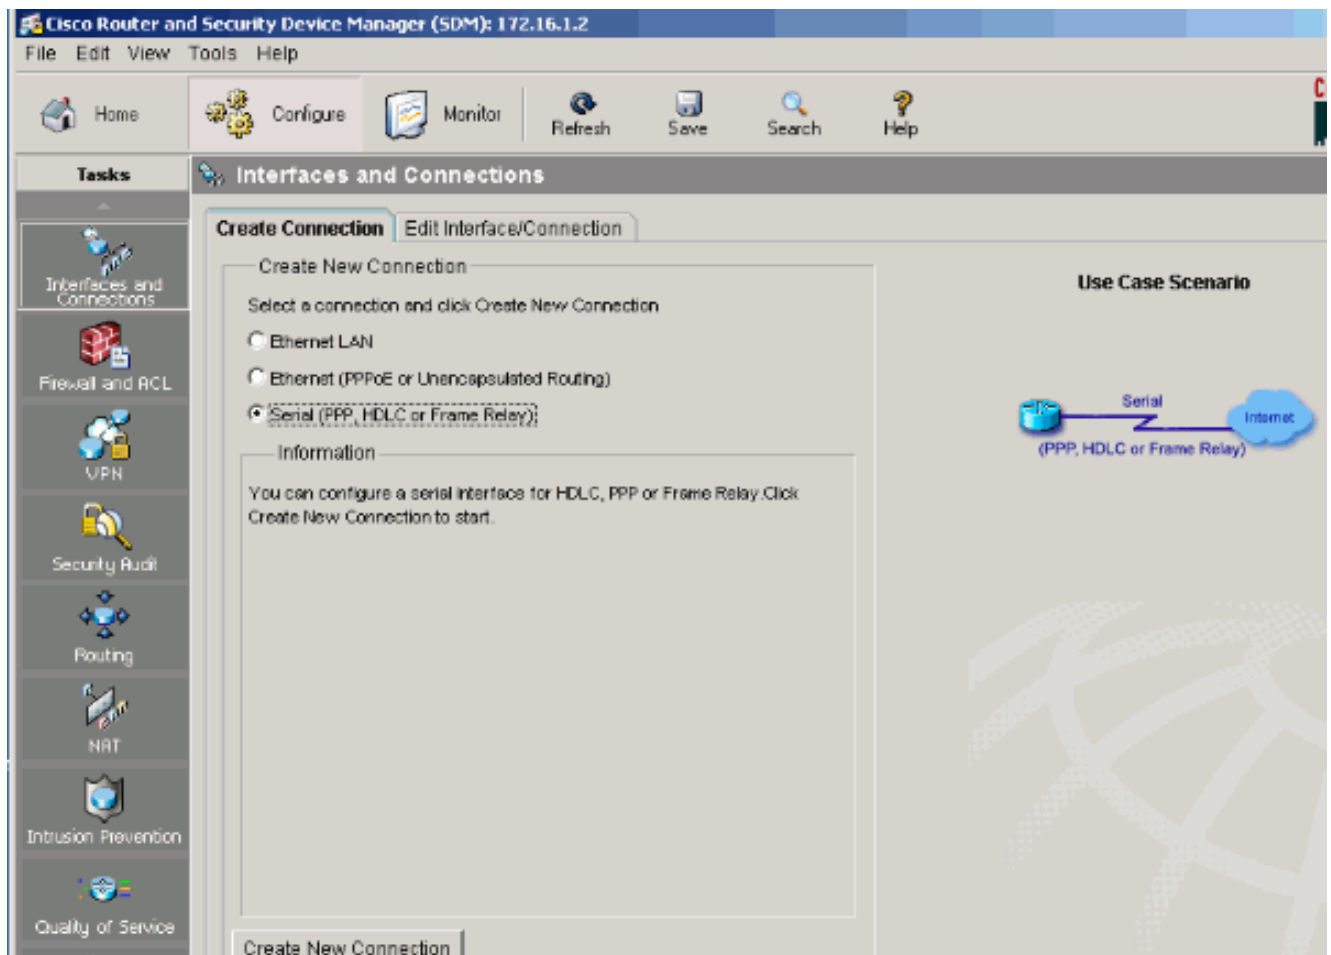 Cisco Router and Security Device Manager (SDM): 172.16.1.2
File Edit View Tools Help
Home Configure Monitor Refresh Save Search Help
Tasks
Interfaces and Connections
Create Connection Edit Interface/Connection
Interfaces and
Connections
Firewall and ACL
VPN
Security Audit
Routing
NAT
Intrusion Prevention
Quality of Service
Create New Connection
Select a connection and click Create New Connection
Ethernet LAN
Ethernet (PPPoE or Unencapsulated Routing)
Serial (PPP, HDLC or Frame Relay)
Information
You can configure a serial interface for HDLC, PPP or Frame Relay.Click
Create New Connection to start.
Create New Connection
Use Case Scenario
Serial
Internet
(PPP, HDLC or Frame Relay)